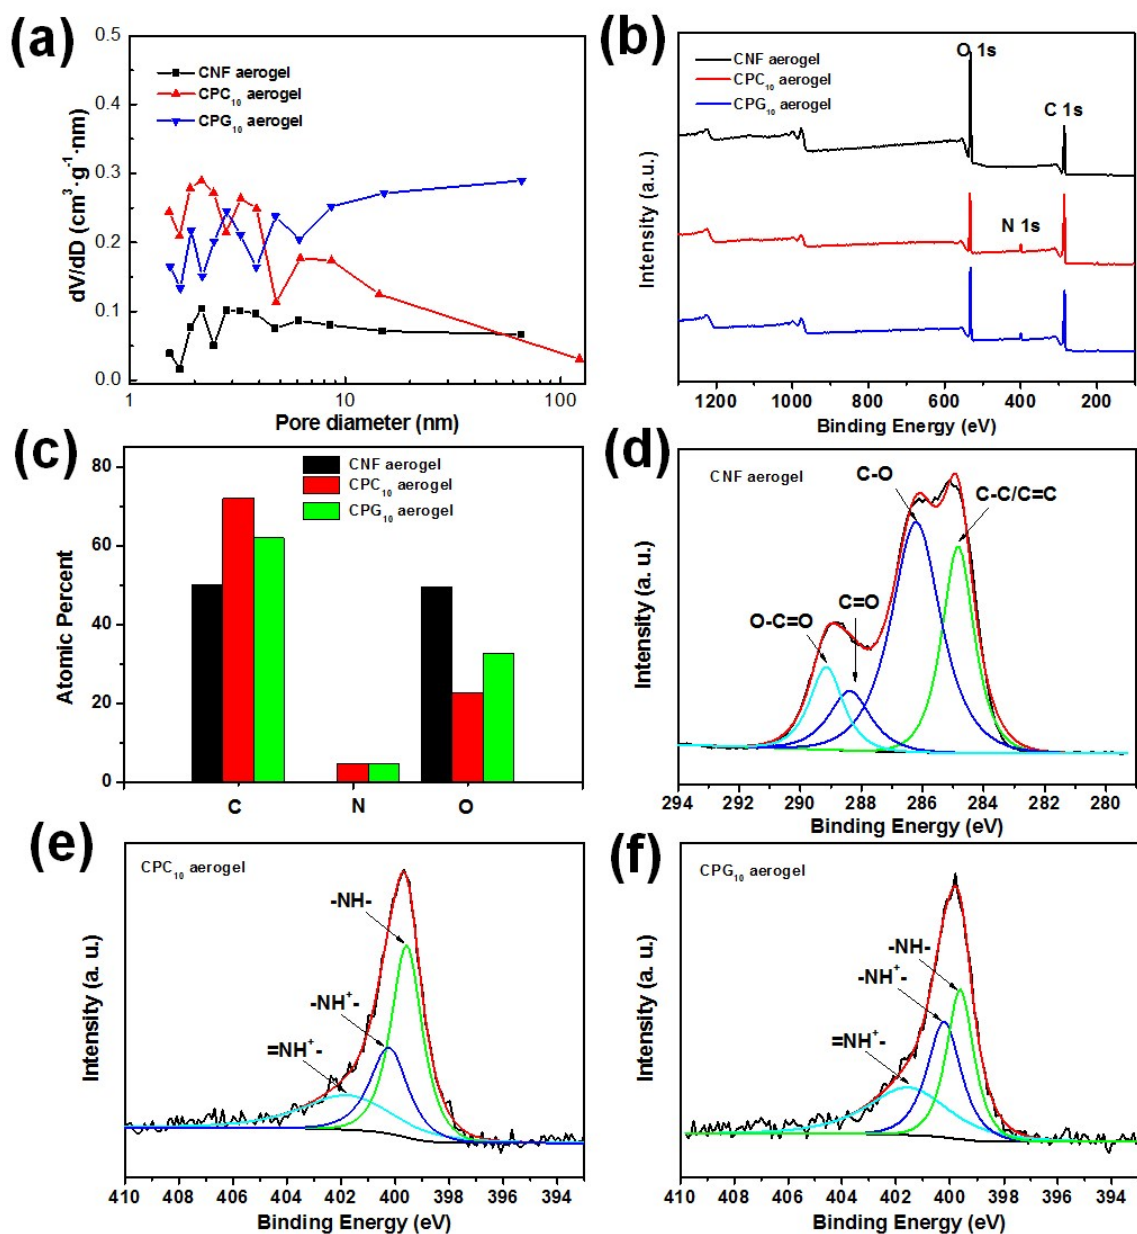 (a)
0.5
0.4
0.3
0.2
0.1
0.0
dV/dD (cm³·g⁻¹·nm)
CNF aerogel
CPC₁₀ aerogel
CPG₁₀ aerogel
1
10
100
Pore diameter (nm)
(b)
Intensity (a.u.)
CNF aerogel
CPC₁₀ aerogel
CPG₁₀ aerogel
O 1s
C 1s
N 1s
1200 1000 800 600 400 200
Binding Energy (eV)
(c)
80
60
40
20
0
Atomic Percent
CNF aerogel
CPC₁₀ aerogel
CPG₁₀ aerogel
C N O
(d)
CNF aerogel
Intensity (a. u.)
C-O
C-C/C=C
C=O
O-C=O
294 292 290 288 286 284 282 280
Binding Energy (eV)
(e)
CPC₁₀ aerogel
Intensity (a. u.)
-NH-
-NH⁺-
=NH⁺-
410 408 406 404 402 400 398 396 394
Binding Energy (eV)
(f)
CPG₁₀ aerogel
Intensity (a. u.)
-NH-
-NH⁺-
=NH⁺-
410 408 406 404 402 400 398 396 394
Binding Energy (eV)